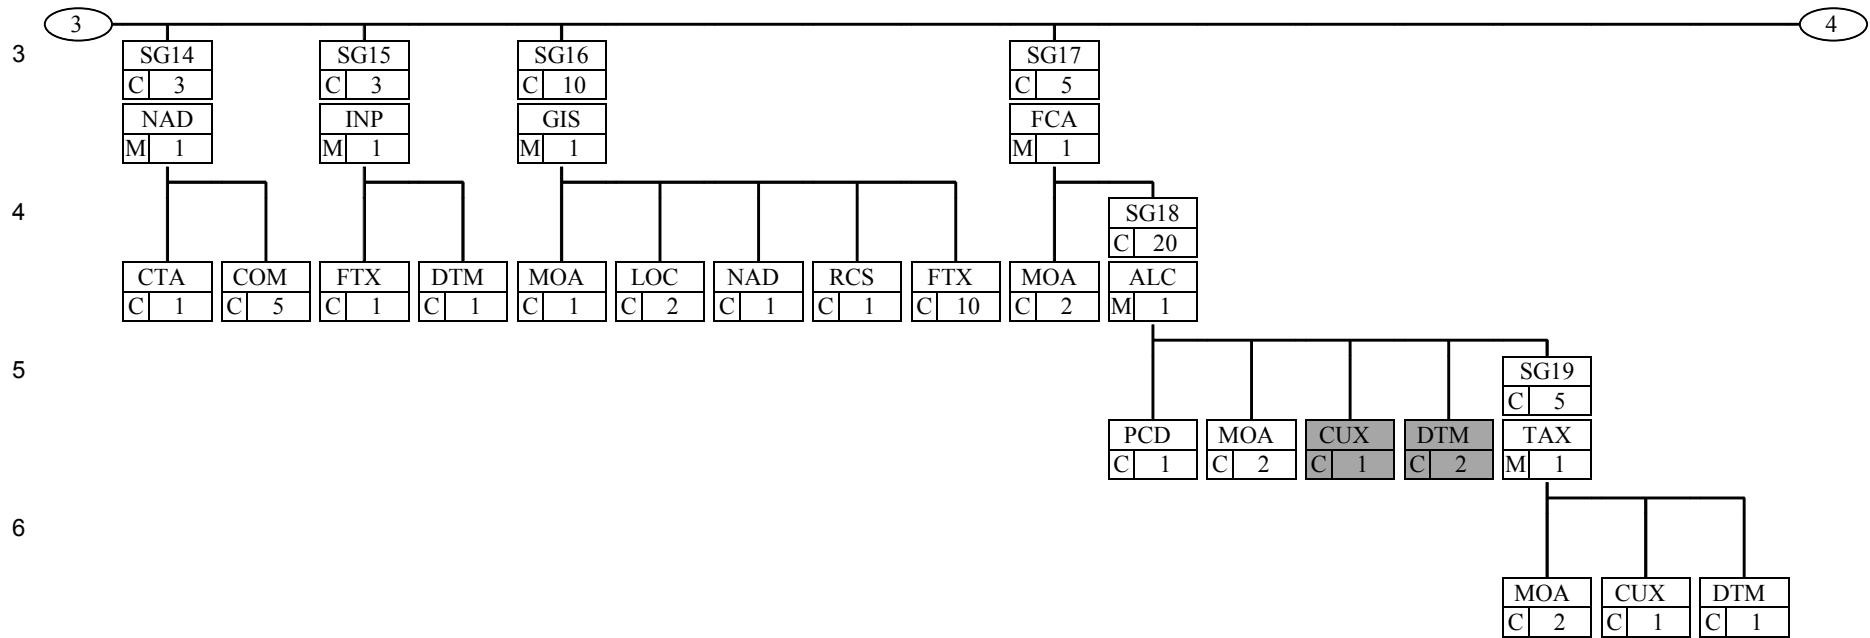 3 4
3
SG14 SG15 SG16 SG17
C 3 C 3 C 10 C 5
NAD INP GIS FCA
M 1 M 1 M 1 M 1
4
SG18
C 20
CTA COM FTX DTM MOA LOC NAD RCS FTX MOA ALC
C 1 C 5 C 1 C 1 C 1 C 2 C 1 C 1 C 10 C 2 M 1
5
SG19
C 5
PCD MOA CUX DTM TAX
C 1 C 2 C 1 C 2 M 1
6
MOA CUX DTM
C 2 C 1 C 1